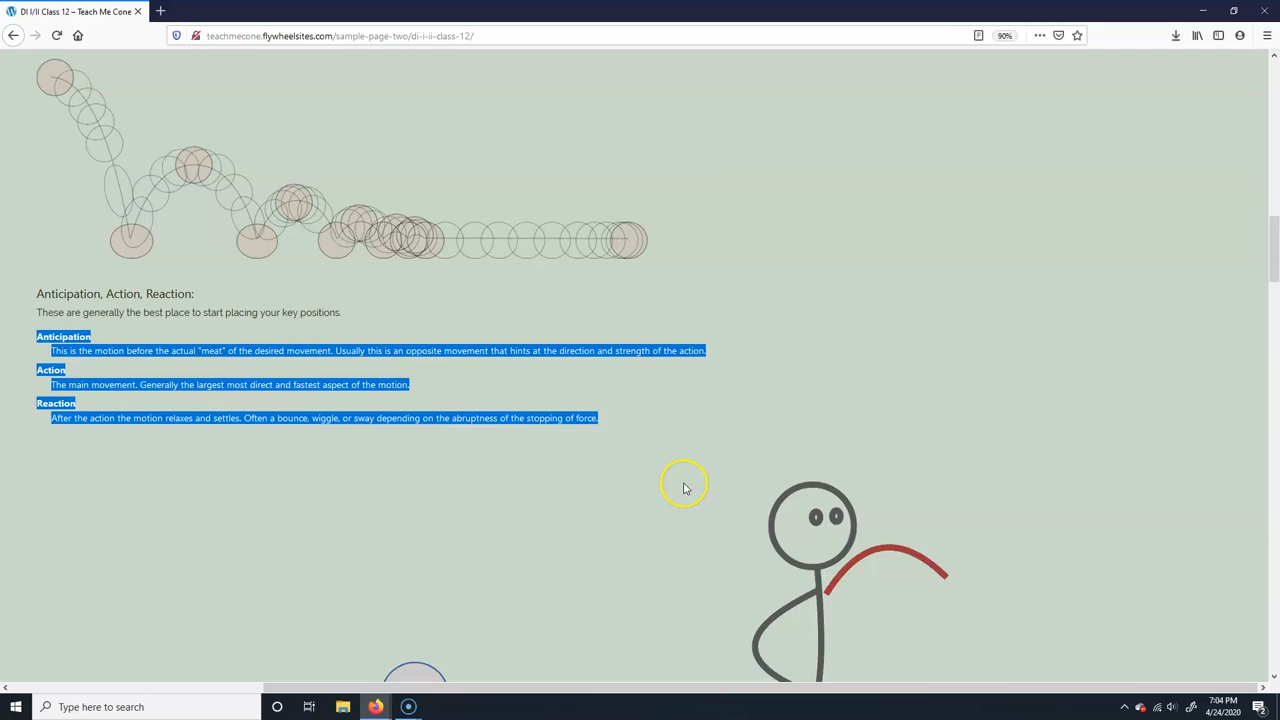 DI I/II Class 12 – Teach Me Cone
teachmecone.flywheelsites.com/sample-page-two/di-i-ii-class-12/
90%
Anticipation, Action, Reaction:
These are generally the best place to start placing your key positions.
Anticipation
This is the motion before the actual "meat" of the desired movement. Usually this is an opposite movement that hints at the direction and strength of the action.
Action
The main movement. Generally the largest most direct and fastest aspect of the motion.
Reaction
After the action the motion relaxes and settles. Often a bounce, wiggle, or sway depending on the abruptness of the stopping of force.
Type here to search
7:04 PM
4/24/2020
2